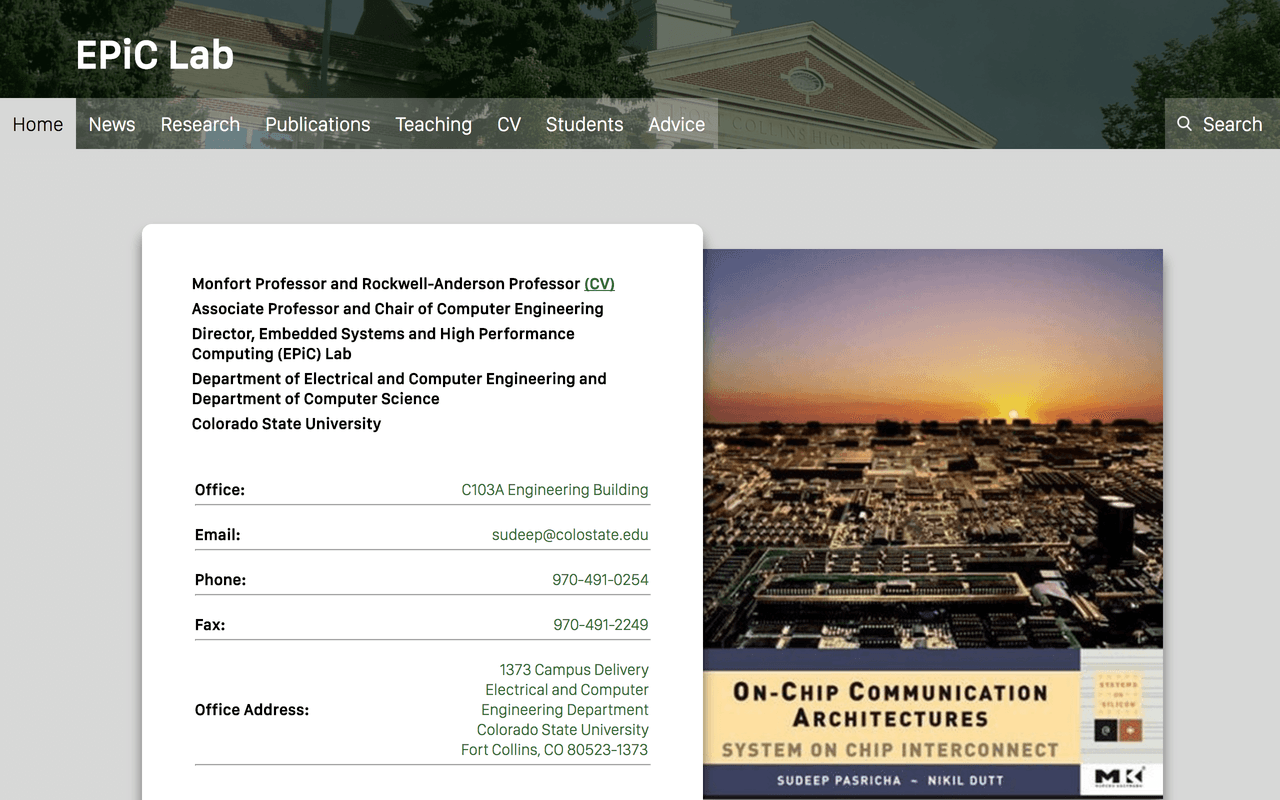 EPiC Lab
Home News Research Publications Teaching CV Students Advice Search
Monfort Professor and Rockwell-Anderson Professor (CV)
Associate Professor and Chair of Computer Engineering
Director, Embedded Systems and High Performance
Computing (EPiC) Lab
Department of Electrical and Computer Engineering and
Department of Computer Science
Colorado State University
Office: C103A Engineering Building
Email: sudeep@colostate.edu
Phone: 970-491-0254
Fax: 970-491-2249
Office Address:
1373 Campus Delivery
Electrical and Computer
Engineering Department
Colorado State University
Fort Collins, CO 80523-1373
ON-CHIP COMMUNICATION
ARCHITECTURES
SYSTEM ON CHIP INTERCONNECT
SUDEEP PASRICHA ~ NIKIL DUTT
SYSTEMS
ON
SILICON
MK